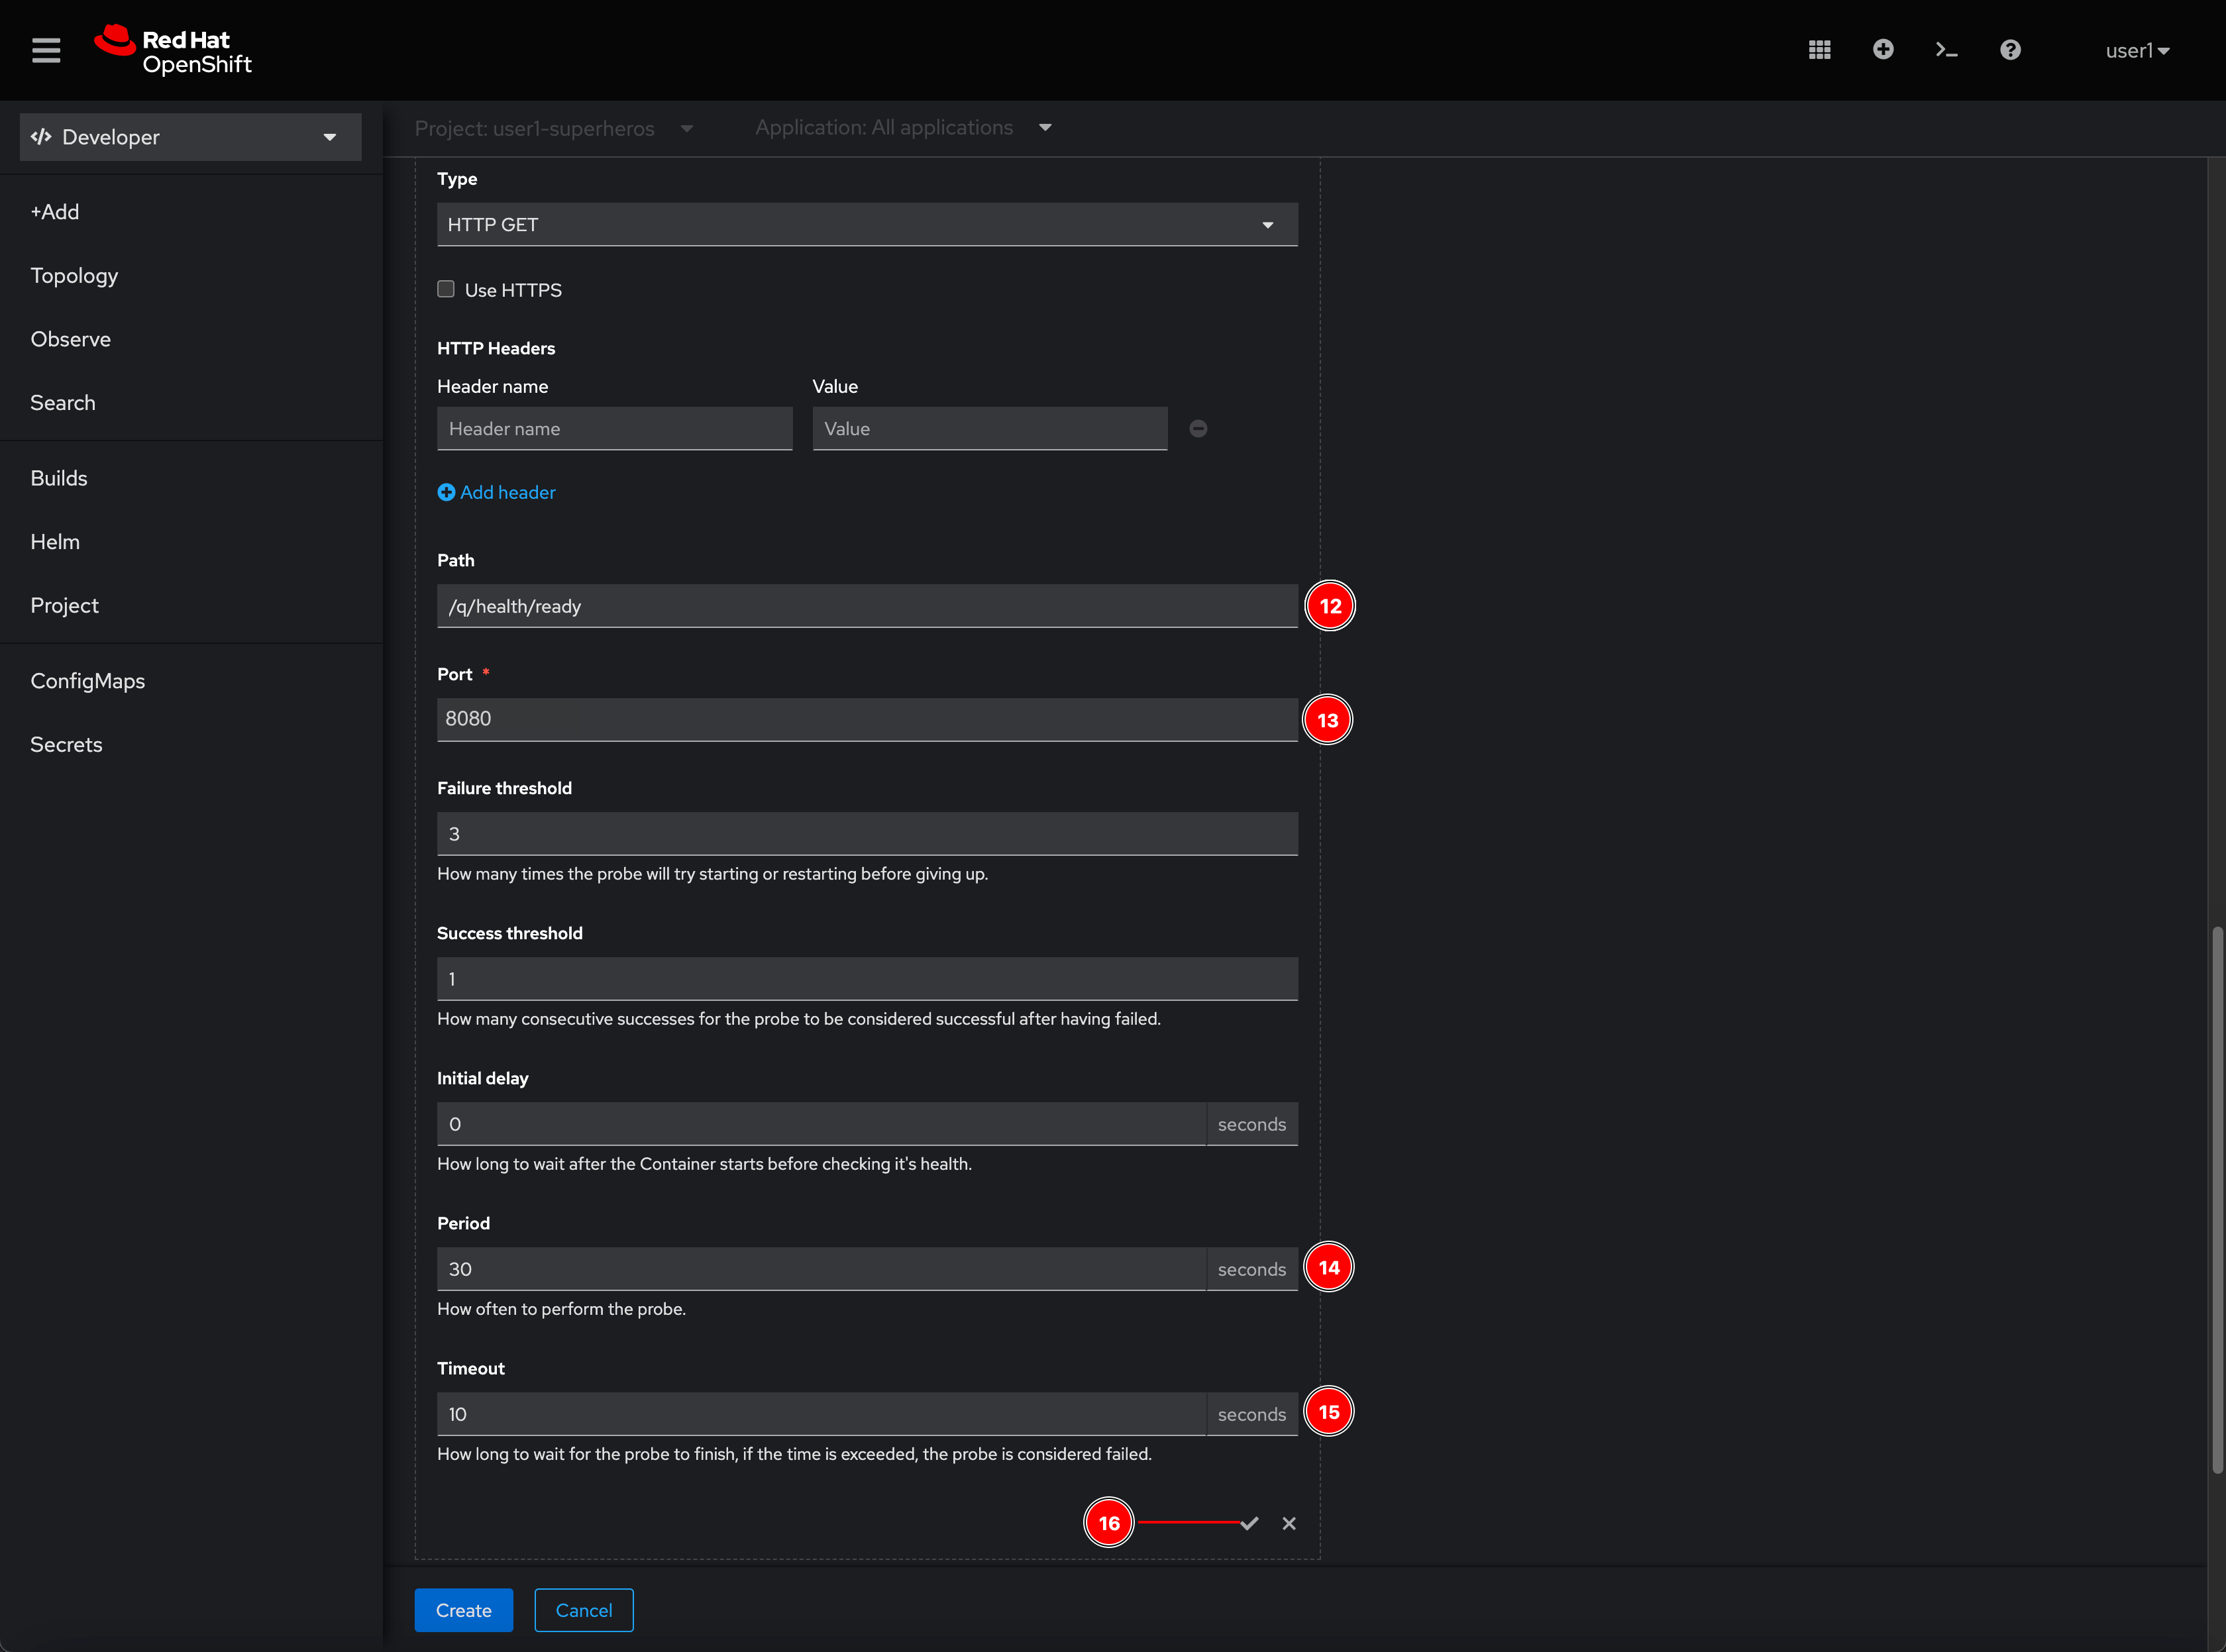 Red Hat
OpenShift
user1
Developer
Project: user1-superheros
Application: All applications
+Add
Topology
Observe
Search
Builds
Helm
Project
ConfigMaps
Secrets
Type
HTTP GET
Use HTTPS
HTTP Headers
Header name Value
Header name Value
Add header
Path
/q/health/ready
12
Port *
8080
13
Failure threshold
3
How many times the probe will try starting or restarting before giving up.
Success threshold
1
How many consecutive successes for the probe to be considered successful after having failed.
Initial delay
0 seconds
How long to wait after the Container starts before checking it's health.
Period
30 seconds
14
How often to perform the probe.
Timeout
10 seconds
15
How long to wait for the probe to finish, if the time is exceeded, the probe is considered failed.
16
Create Cancel